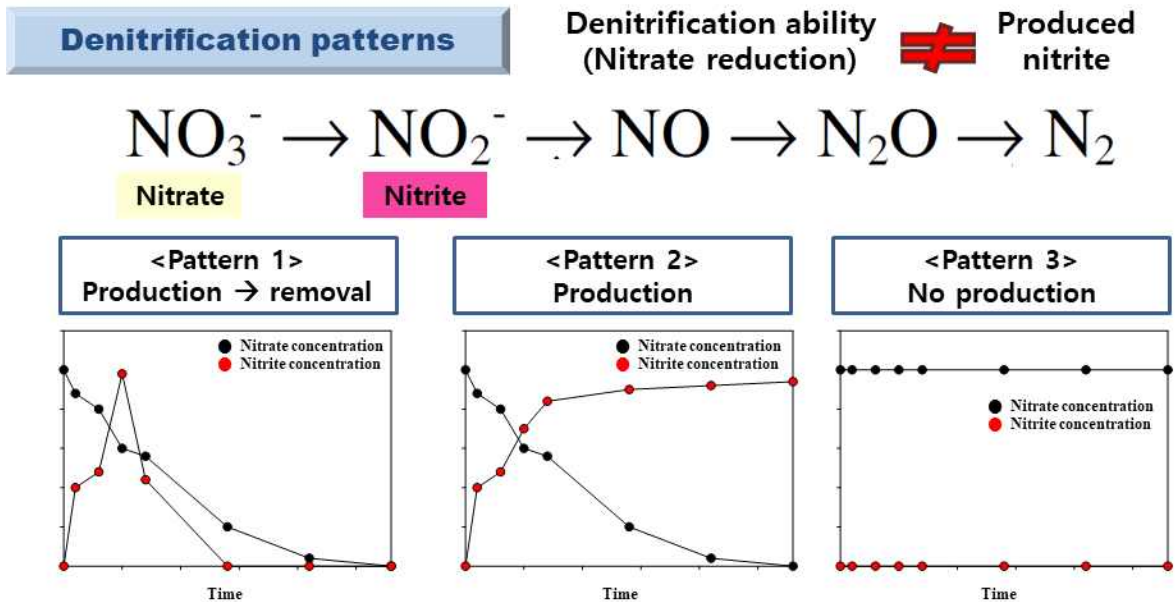 Denitrification patterns
Denitrification ability
(Nitrate reduction)
≠
Produced
nitrite
NO₃⁻ → NO₂⁻ → NO → N₂O → N₂
Nitrate
Nitrite
<Pattern 1>
Production → removal
<Pattern 2>
Production
<Pattern 3>
No production
Nitrate concentration
Nitrite concentration
Time
Nitrate concentration
Nitrite concentration
Time
Nitrate concentration
Nitrite concentration
Time